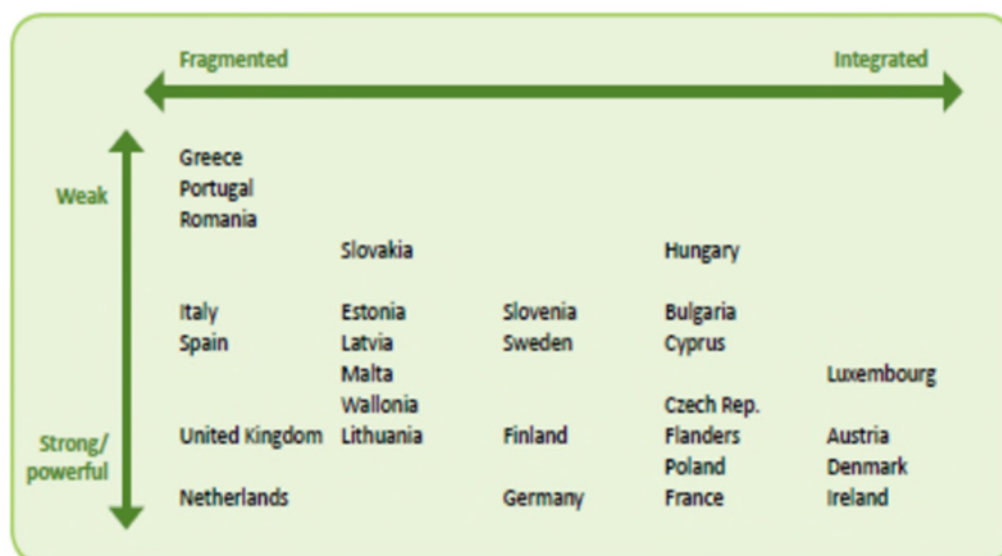 Fragmented Integrated
Weak
Greece
Portugal
Romania
Slovakia Hungary
Italy Estonia Slovenia Bulgaria
Spain Latvia Sweden Cyprus
Malta Luxembourg
Wallonia Czech Rep.
Strong/
powerful
United Kingdom Lithuania Finland Flanders Austria
Poland Denmark
Netherlands Germany France Ireland